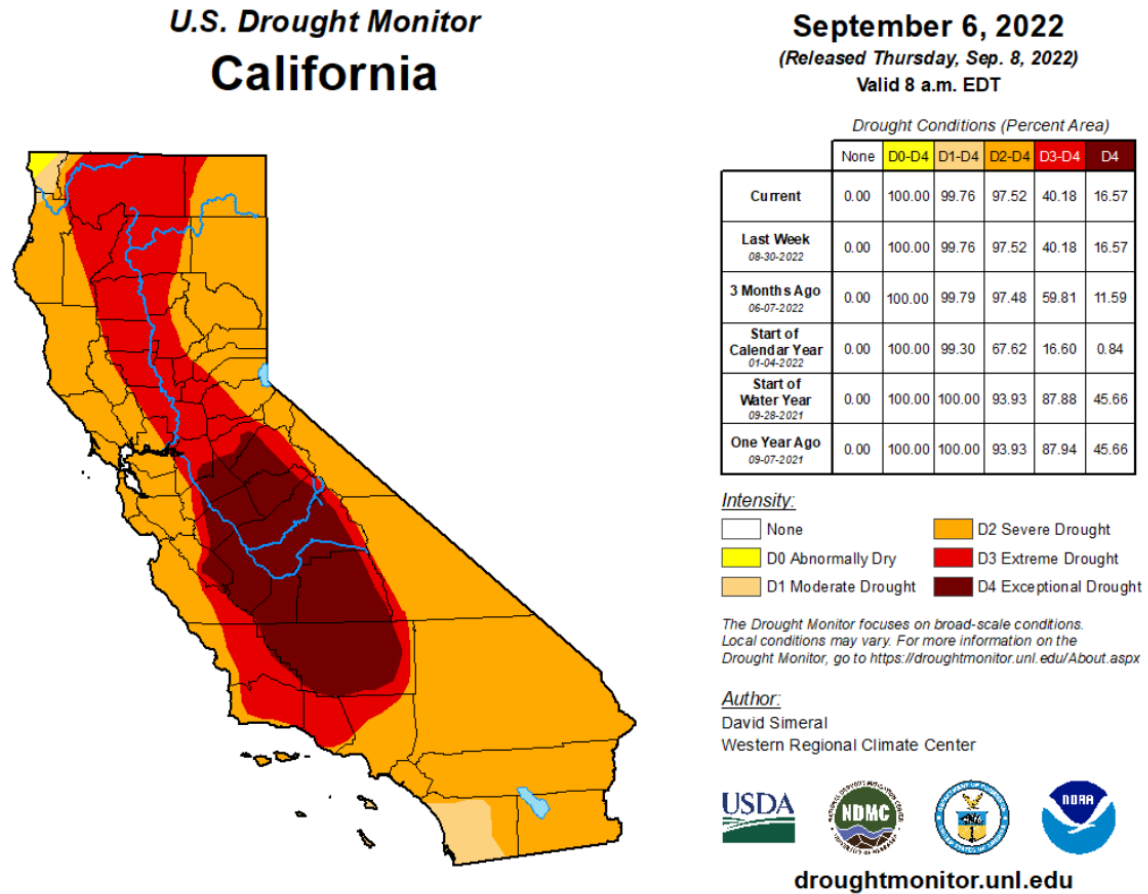 U.S. Drought Monitor
California
September 6, 2022
(Released Thursday, Sep. 8, 2022)
Valid 8 a.m. EDT
Drought Conditions (Percent Area)
None D0-D4 D1-D4 D2-D4 D3-D4 D4
Current 0.00 100.00 99.76 97.52 40.18 16.57
Last Week
08-30-2022
0.00 100.00 99.76 97.52 40.18 16.57
3 Months Ago
06-07-2022
0.00 100.00 99.79 97.48 59.81 11.59
Start of
Calendar Year
01-04-2022
0.00 100.00 99.30 67.62 16.60 0.84
Start of
Water Year
09-28-2021
0.00 100.00 100.00 93.93 87.88 45.66
One Year Ago
09-07-2021
0.00 100.00 100.00 93.93 87.94 45.66
Intensity:
None
D0 Abnormally Dry
D1 Moderate Drought
D2 Severe Drought
D3 Extreme Drought
D4 Exceptional Drought
The Drought Monitor focuses on broad-scale conditions.
Local conditions may vary. For more information on the
Drought Monitor, go to https://droughtmonitor.unl.edu/About.aspx
Author:
David Simeral
Western Regional Climate Center
USDA
NDMC
NOAA
droughtmonitor.unl.edu